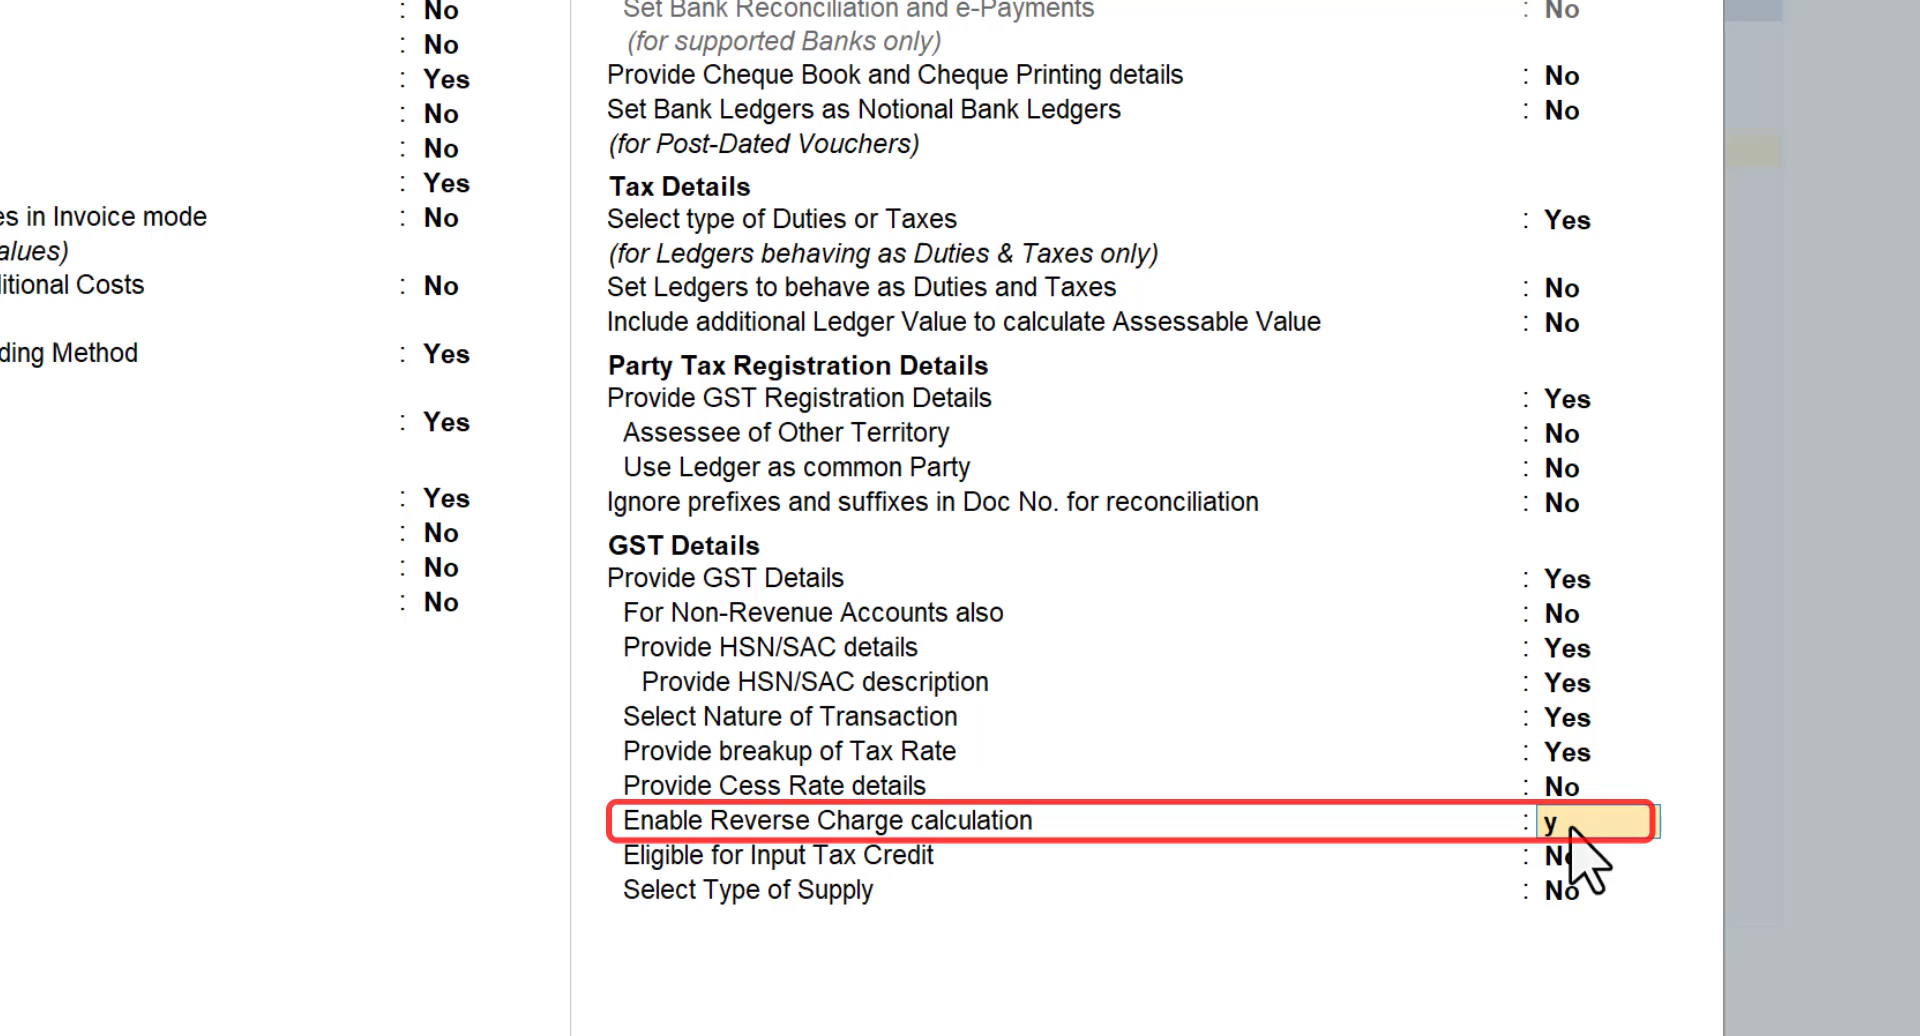 : No
: No
: Yes
: No
: No
: Yes
es in Invoice mode : No
alues)
ditional Costs : No
ding Method : Yes
: Yes
: Yes
: No
: No
: No
Set Bank Reconciliation and e-Payments : No
(for supported Banks only)
Provide Cheque Book and Cheque Printing details : No
Set Bank Ledgers as Notional Bank Ledgers : No
(for Post-Dated Vouchers)
Tax Details
Select type of Duties or Taxes : Yes
(for Ledgers behaving as Duties & Taxes only)
Set Ledgers to behave as Duties and Taxes : No
Include additional Ledger Value to calculate Assessable Value : No
Party Tax Registration Details
Provide GST Registration Details : Yes
Assessee of Other Territory : No
Use Ledger as common Party : No
Ignore prefixes and suffixes in Doc No. for reconciliation : No
GST Details
Provide GST Details : Yes
For Non-Revenue Accounts also : No
Provide HSN/SAC details : Yes
Provide HSN/SAC description : Yes
Select Nature of Transaction : Yes
Provide breakup of Tax Rate : Yes
Provide Cess Rate details : No
Enable Reverse Charge calculation : y
Eligible for Input Tax Credit : No
Select Type of Supply : No